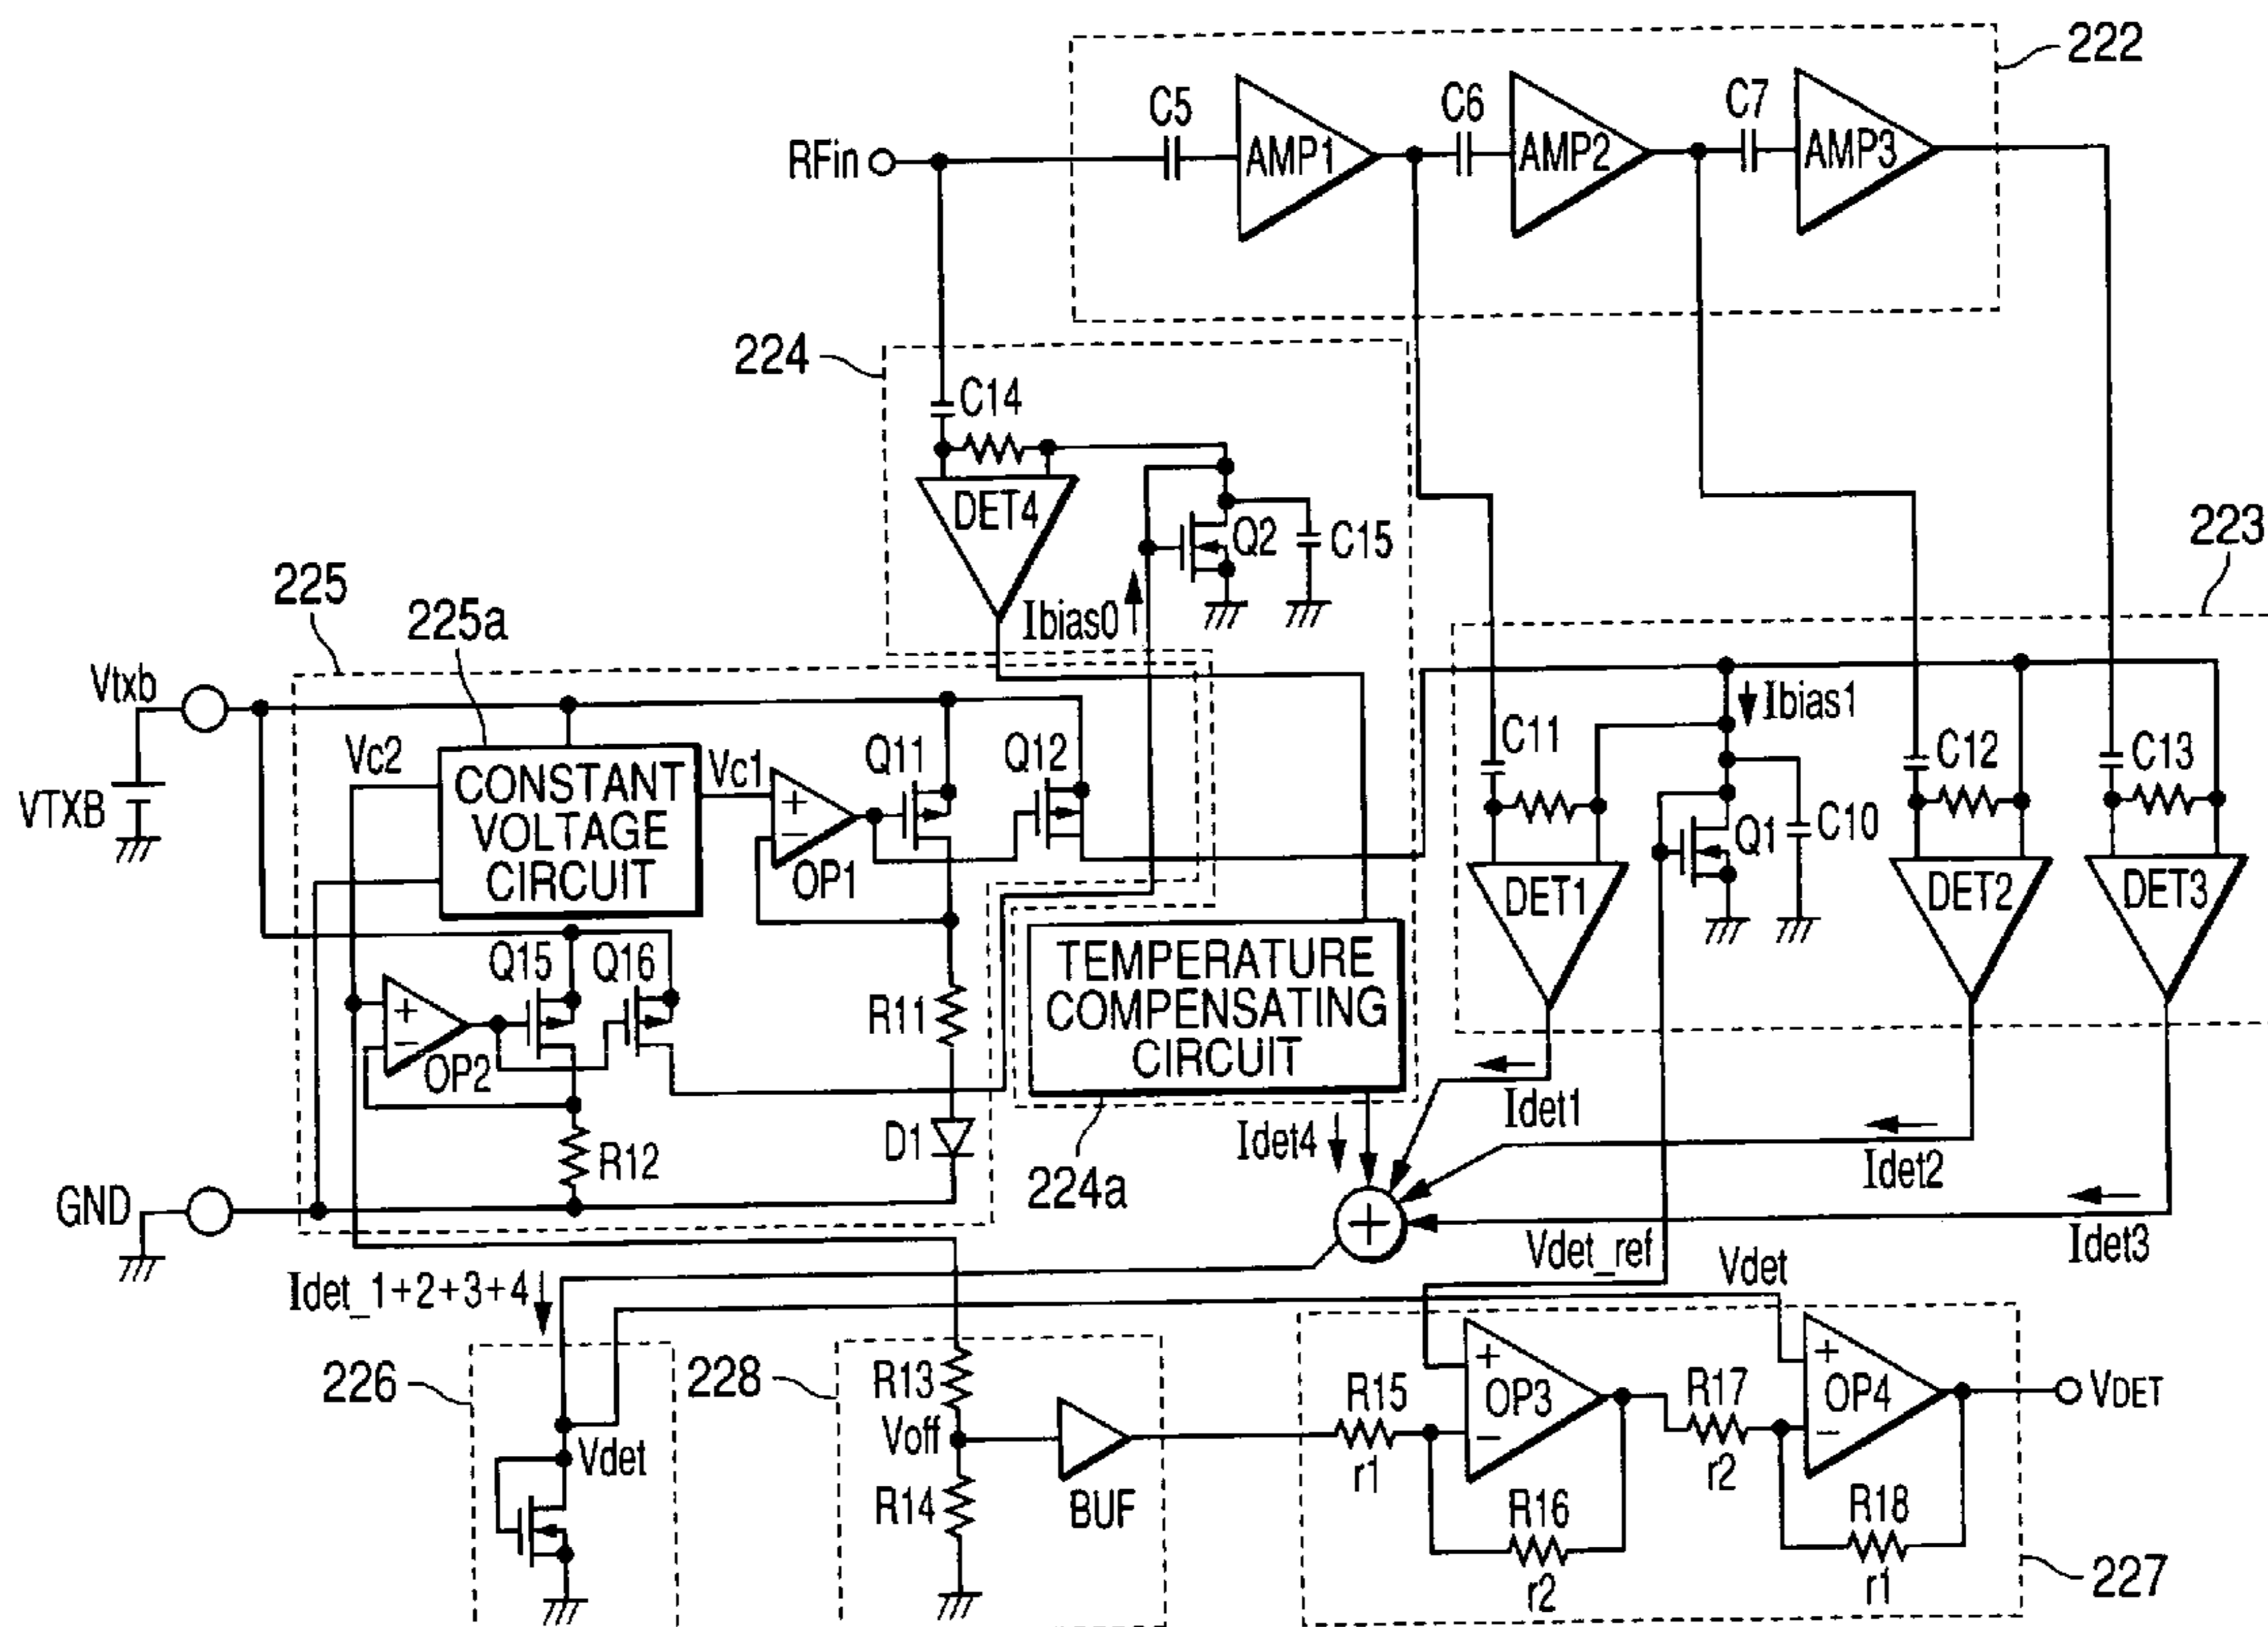 222
C5
C6
C7
RFin
AMP1
AMP2
AMP3
224
C14
DET4
Q2
C15
Ibias0
223
225
225a
Vtxb
Vc2
CONSTANT
VOLTAGE
CIRCUIT
Vc1
+
−
OP1
Q11
Q12
VTXB
Ibias1
C11
C12
C13
Q1
C10
DET1
DET2
DET3
Q15
Q16
+
−
OP2
R11
TEMPERATURE
COMPENSATING
CIRCUIT
R12
D1
GND
224a
Idet4
Idet1
Idet2
Idet3
+
Vdet_ref
Vdet
Idet_1+2+3+4
226
Vdet
228
R13
Voff
R14
BUF
R15
r1
+
−
OP3
R16
r2
R17
r2
+
−
OP4
R18
r1
VDET
227